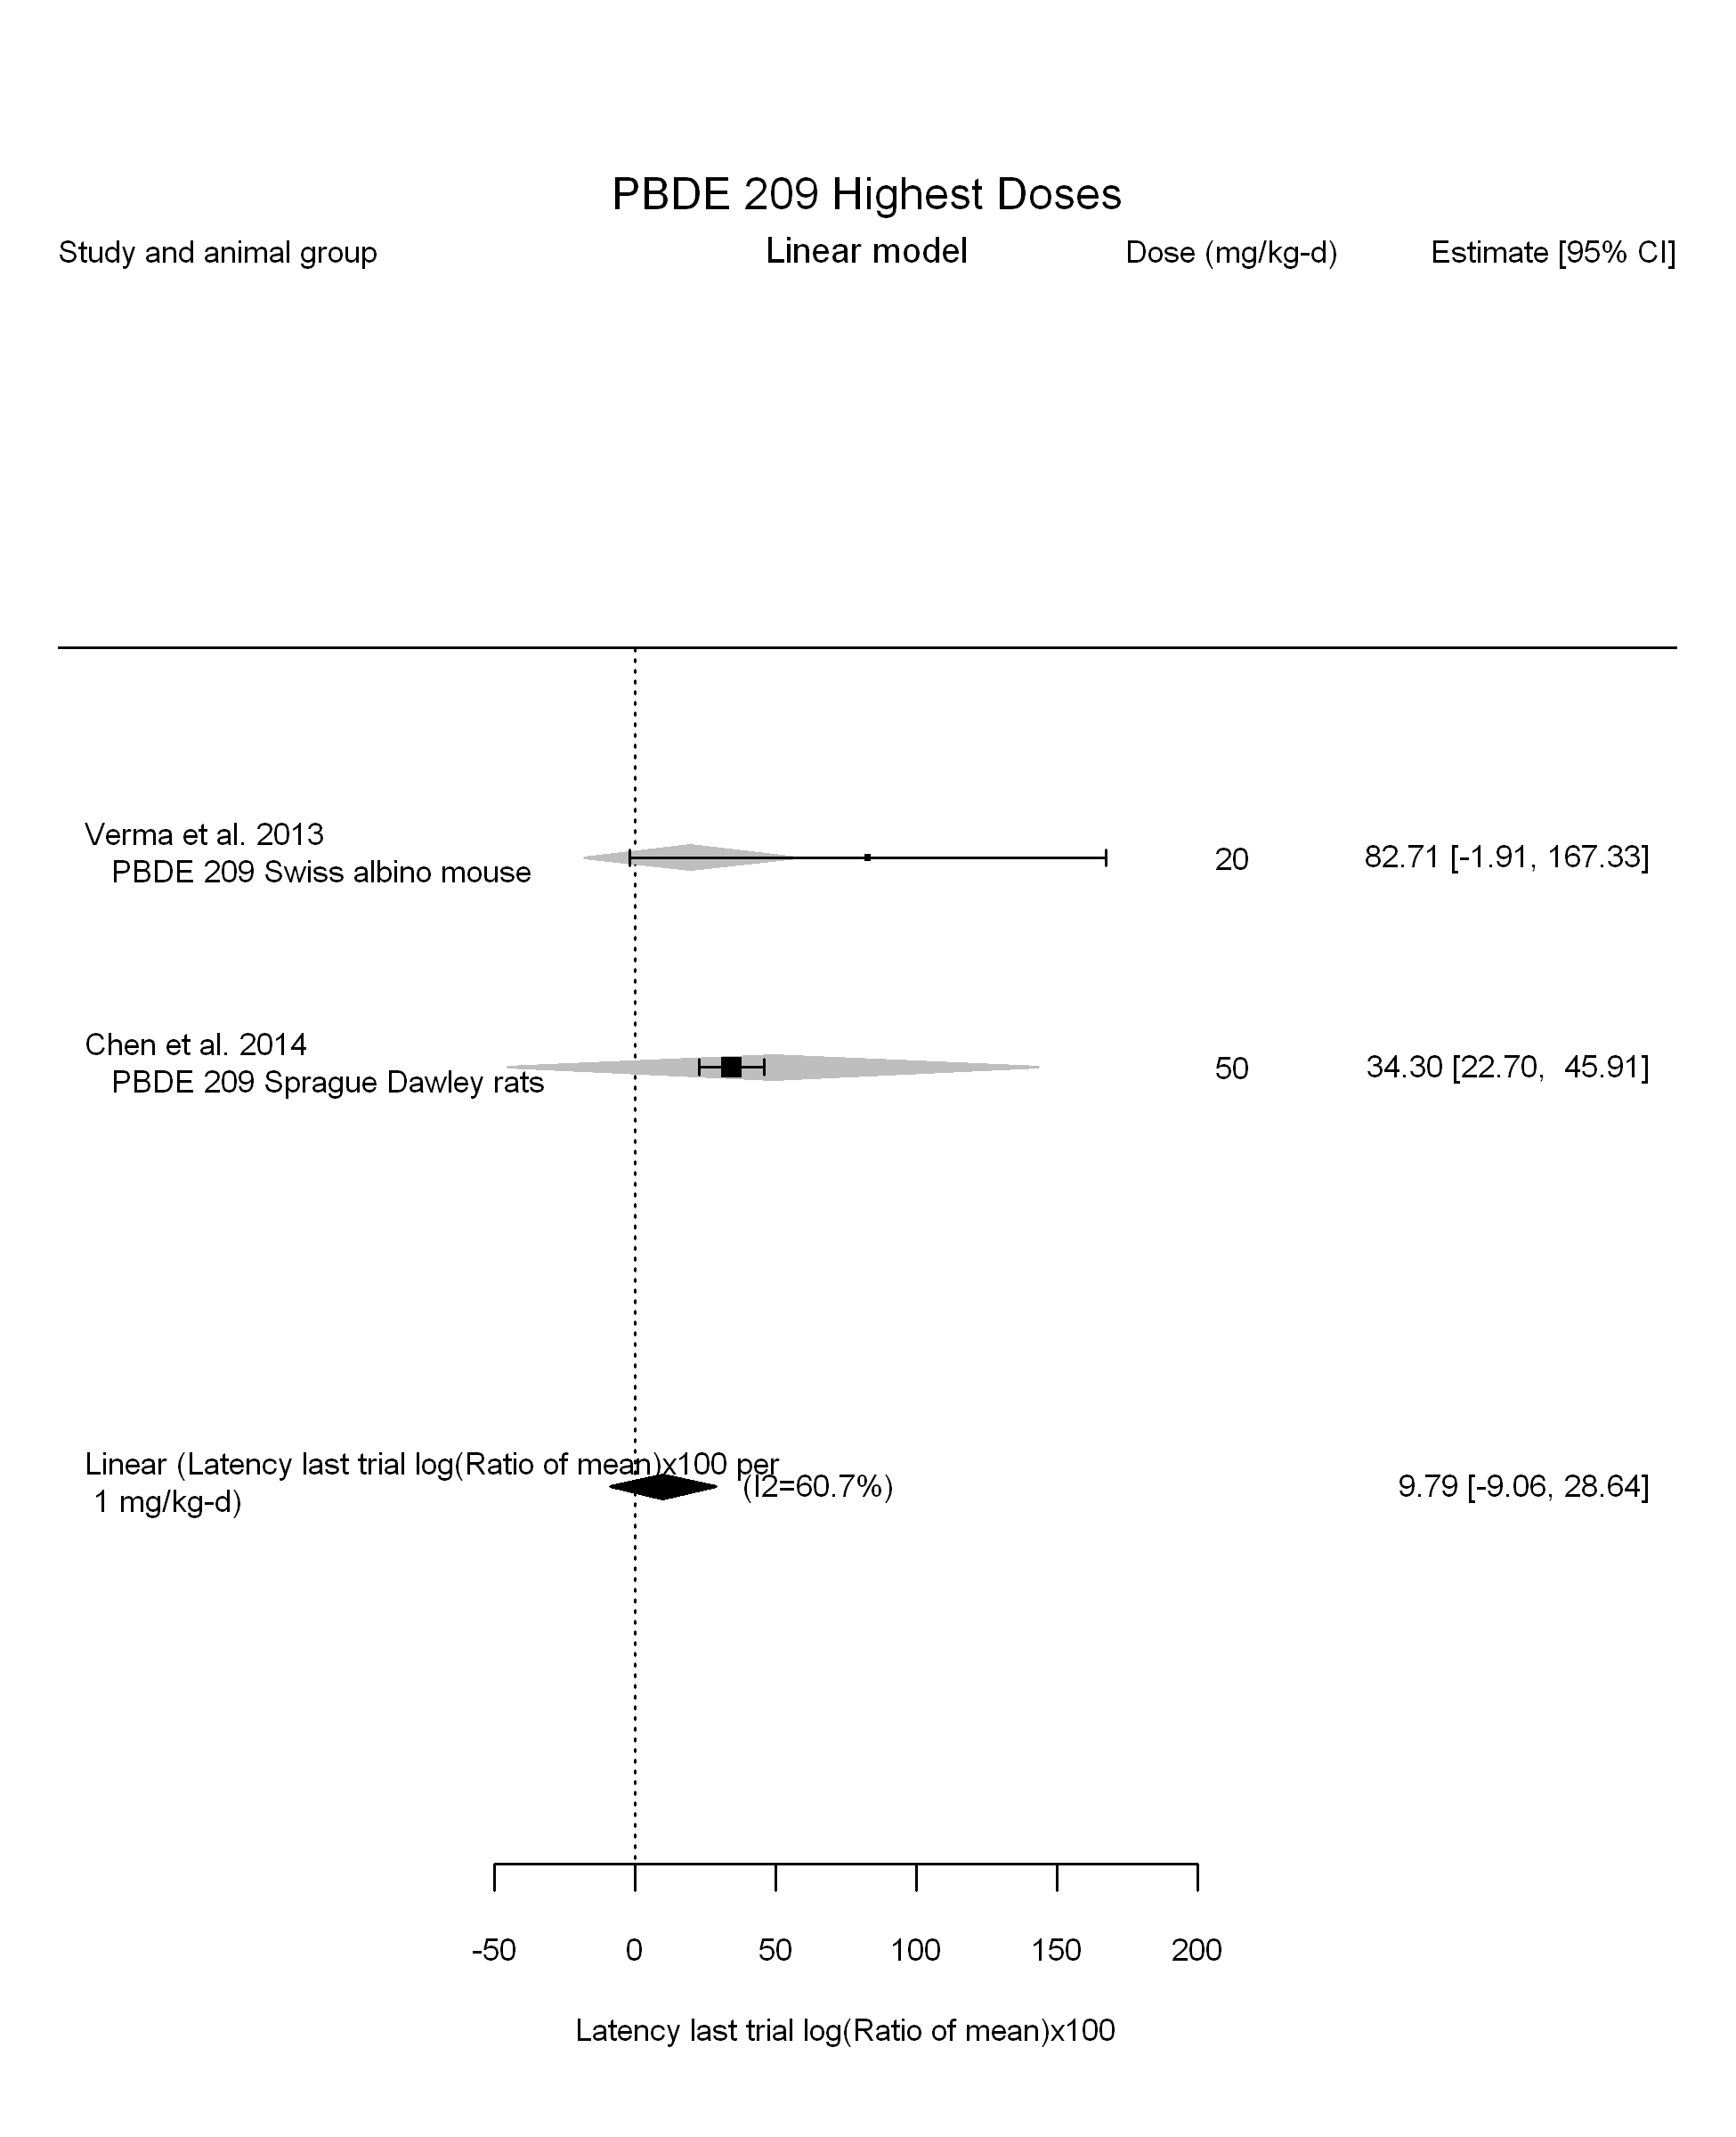 PBDE 209 Highest Doses
Study and animal group Linear model Dose (mg/kg-d) Estimate [95% CI]
Verma et al. 2013
PBDE 209 Swiss albino mouse 20 82.71 [-1.91, 167.33]
Chen et al. 2014
PBDE 209 Sprague Dawley rats 50 34.30 [22.70, 45.91]
Linear (Latency last trial log(Ratio of mean)x100 per
1 mg/kg-d) (I2=60.7%) 9.79 [-9.06, 28.64]
-50 0 50 100 150 200
Latency last trial log(Ratio of mean)x100